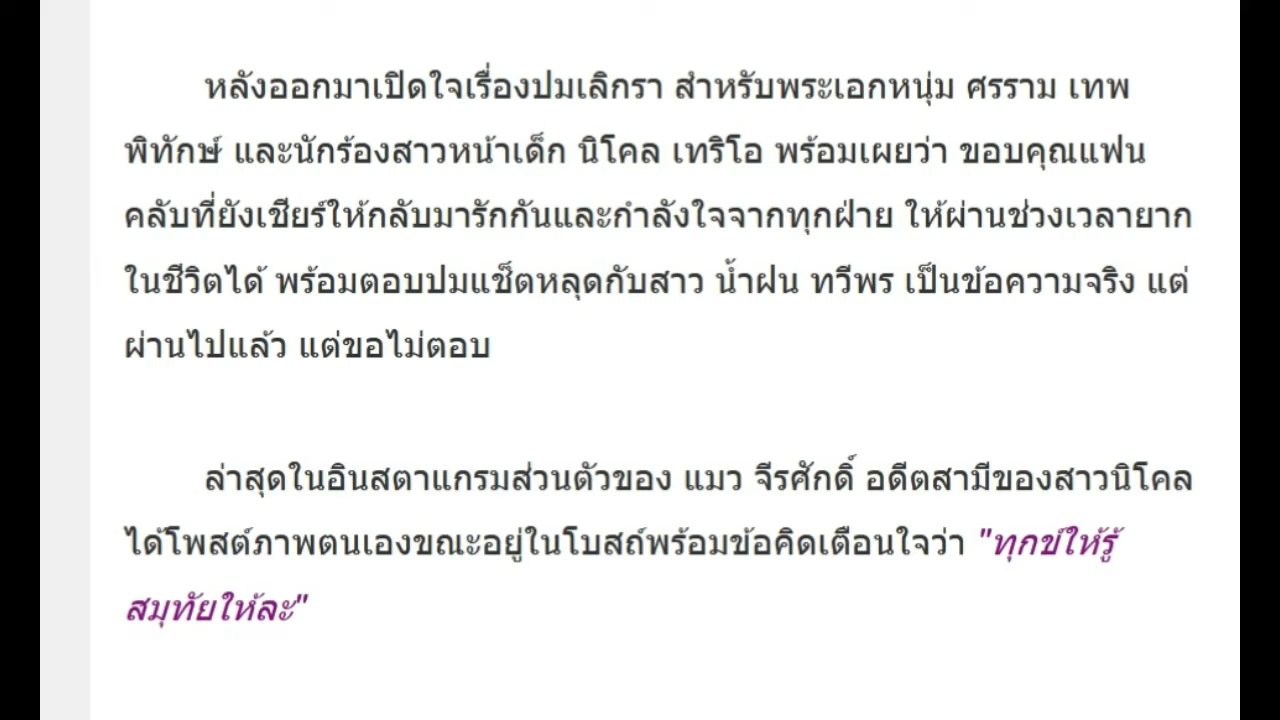 หลังออกมาเปิดใจเรื่องปมเลิกรา สำหรับพระเอกหนุ่ม ศรราม เทพ
พิทักษ์ และนักร้องสาวหน้าเด็ก นิโคล เทริโอ พร้อมเผยว่า ขอบคุณแฟน
คลับที่ยังเชียร์ให้กลับมารักกันและกำลังใจจากทุกฝ่าย ให้ผ่านช่วงเวลายาก
ในชีวิตได้ พร้อมตอบปมแช็ตหลุดกับสาว น้ำฝน ทวีพร เป็นข้อความจริง แต่
ผ่านไปแล้ว แต่ขอไม่ตอบ
ล่าสุดในอินสตาแกรมส่วนตัวของ แมว จีรศักดิ์ อดีตสามีของสาวนิโคล
ได้โพสต์ภาพตนเองขณะอยู่ในโบสถ์พร้อมข้อคิดเตือนใจว่า "ทุกข์ให้รู้
สมุทัยให้ละ"